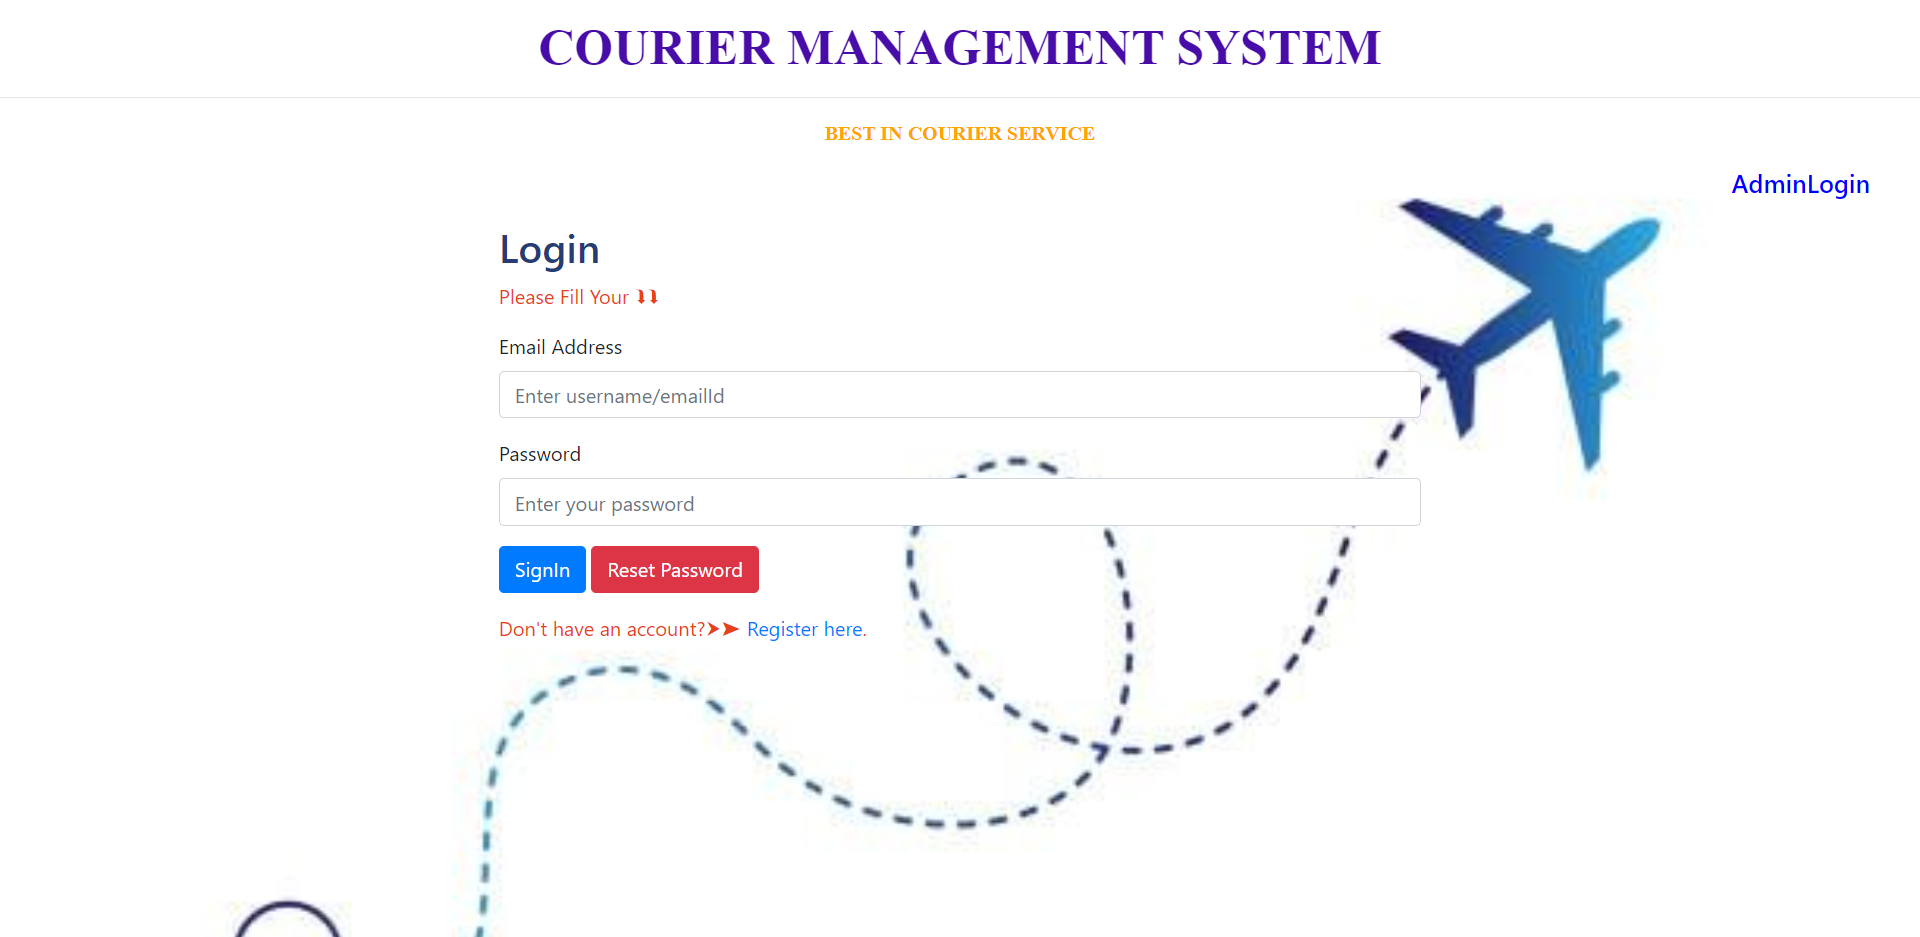 COURIER MANAGEMENT SYSTEM
BEST IN COURIER SERVICE
AdminLogin
Login
Please Fill Your ⮯⮯
Email Address
Enter username/emailId
Password
Enter your password
SignIn Reset Password
Don't have an account?➤➤ Register here.